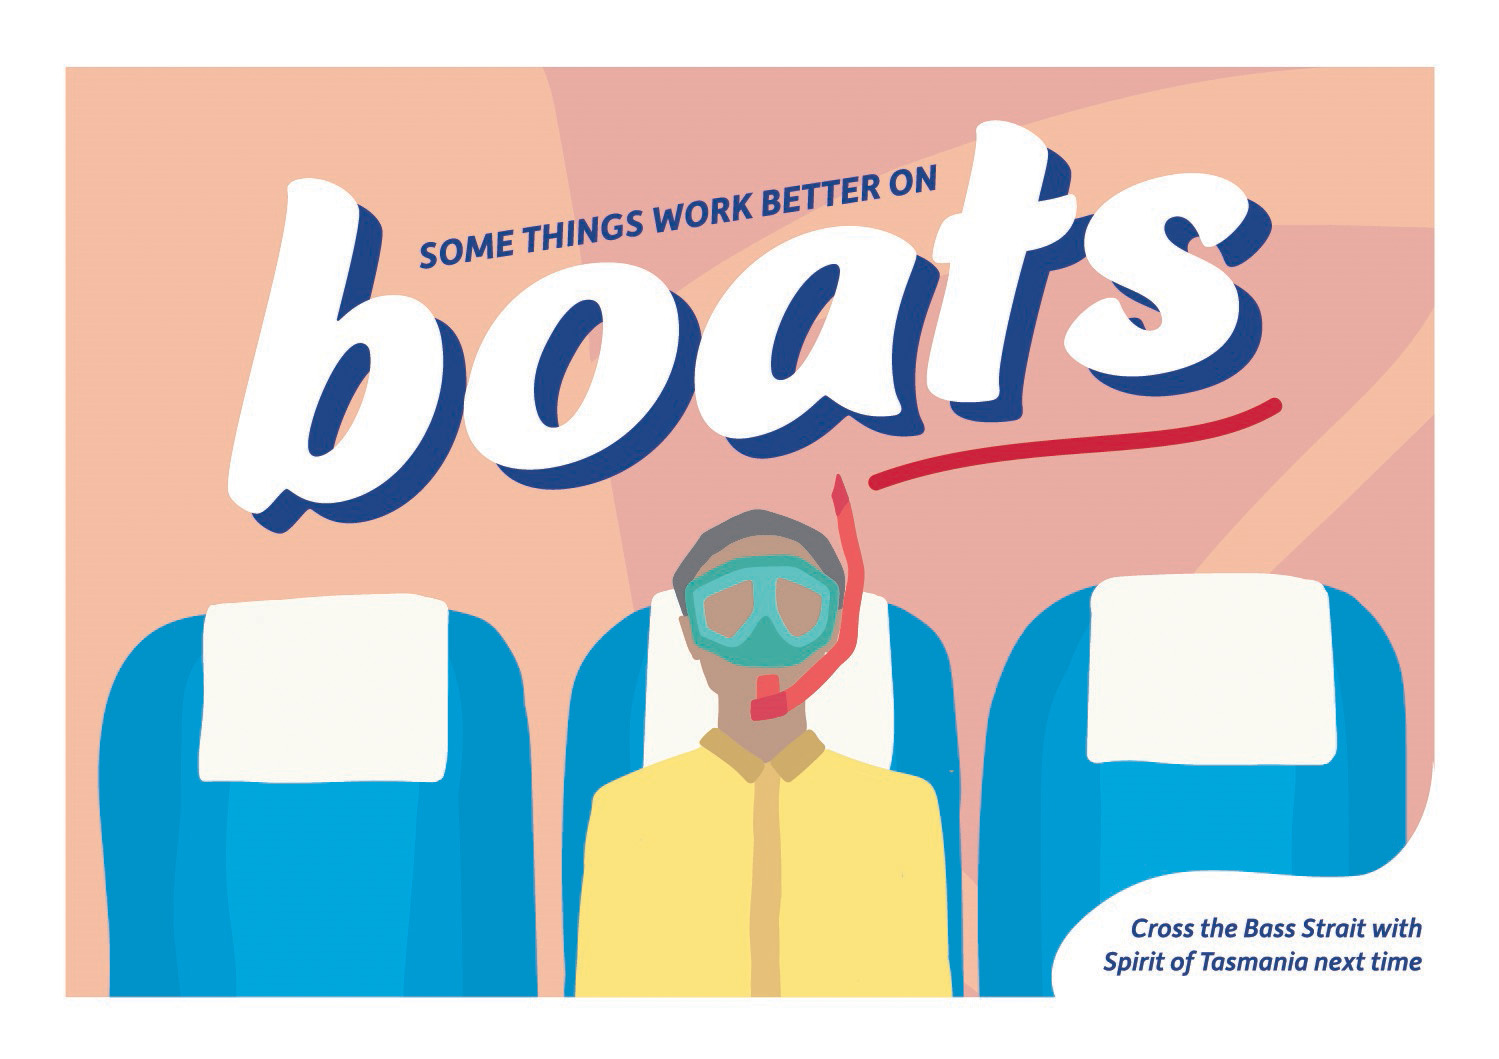 SOME THINGS WORK BETTER ON
boats
Cross the Bass Strait with
Spirit of Tasmania next time